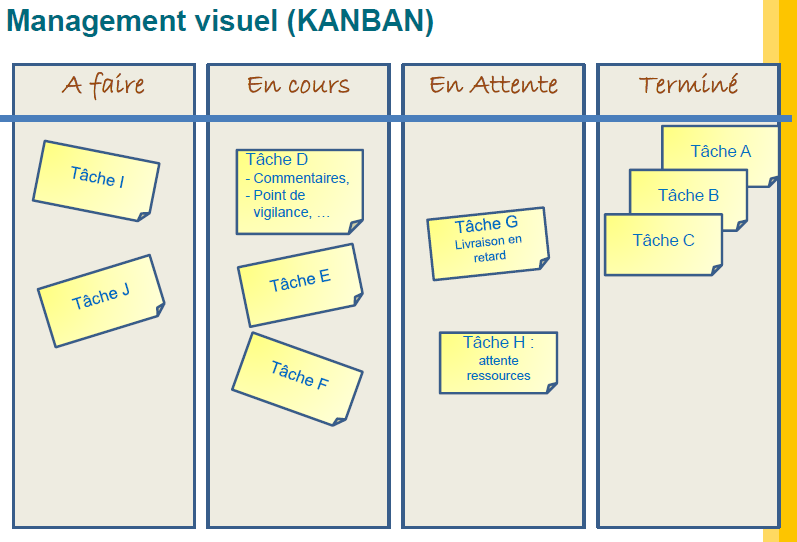 Management visuel (KANBAN)
A faire
En cours
En Attente
Terminé
Tâche I
Tâche J
Tâche D
- Commentaires,
- Point de
vigilance, …
Tâche E
Tâche F
Tâche G
Livraison en
retard
Tâche H :
attente
ressources
Tâche A
Tâche B
Tâche C